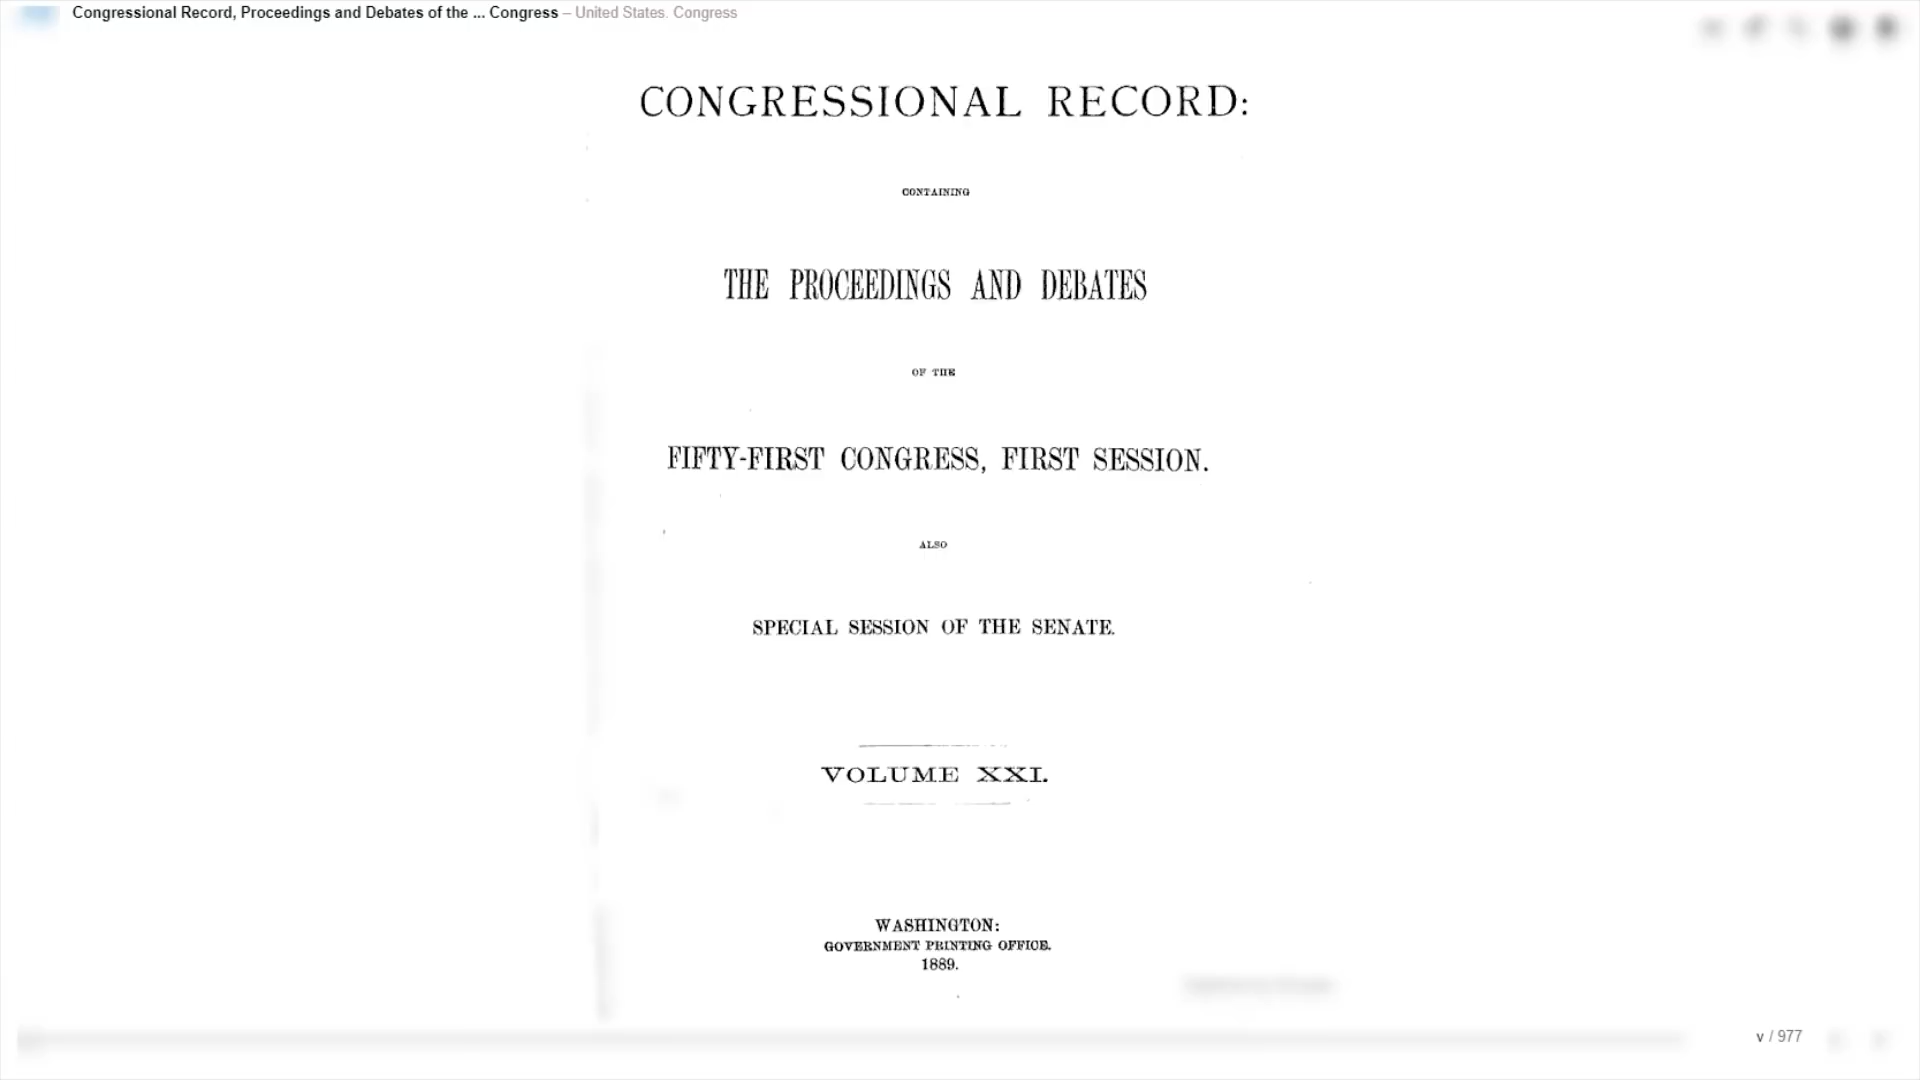 Congressional Record, Proceedings and Debates of the ... Congress – United States. Congress
CONGRESSIONAL RECORD:
CONTAINING
THE PROCEEDINGS AND DEBATES
OF THE
FIFTY-FIRST CONGRESS, FIRST SESSION.
ALSO
SPECIAL SESSION OF THE SENATE.
VOLUME XXI.
WASHINGTON:
GOVERNMENT PRINTING OFFICE.
1889.
v / 977